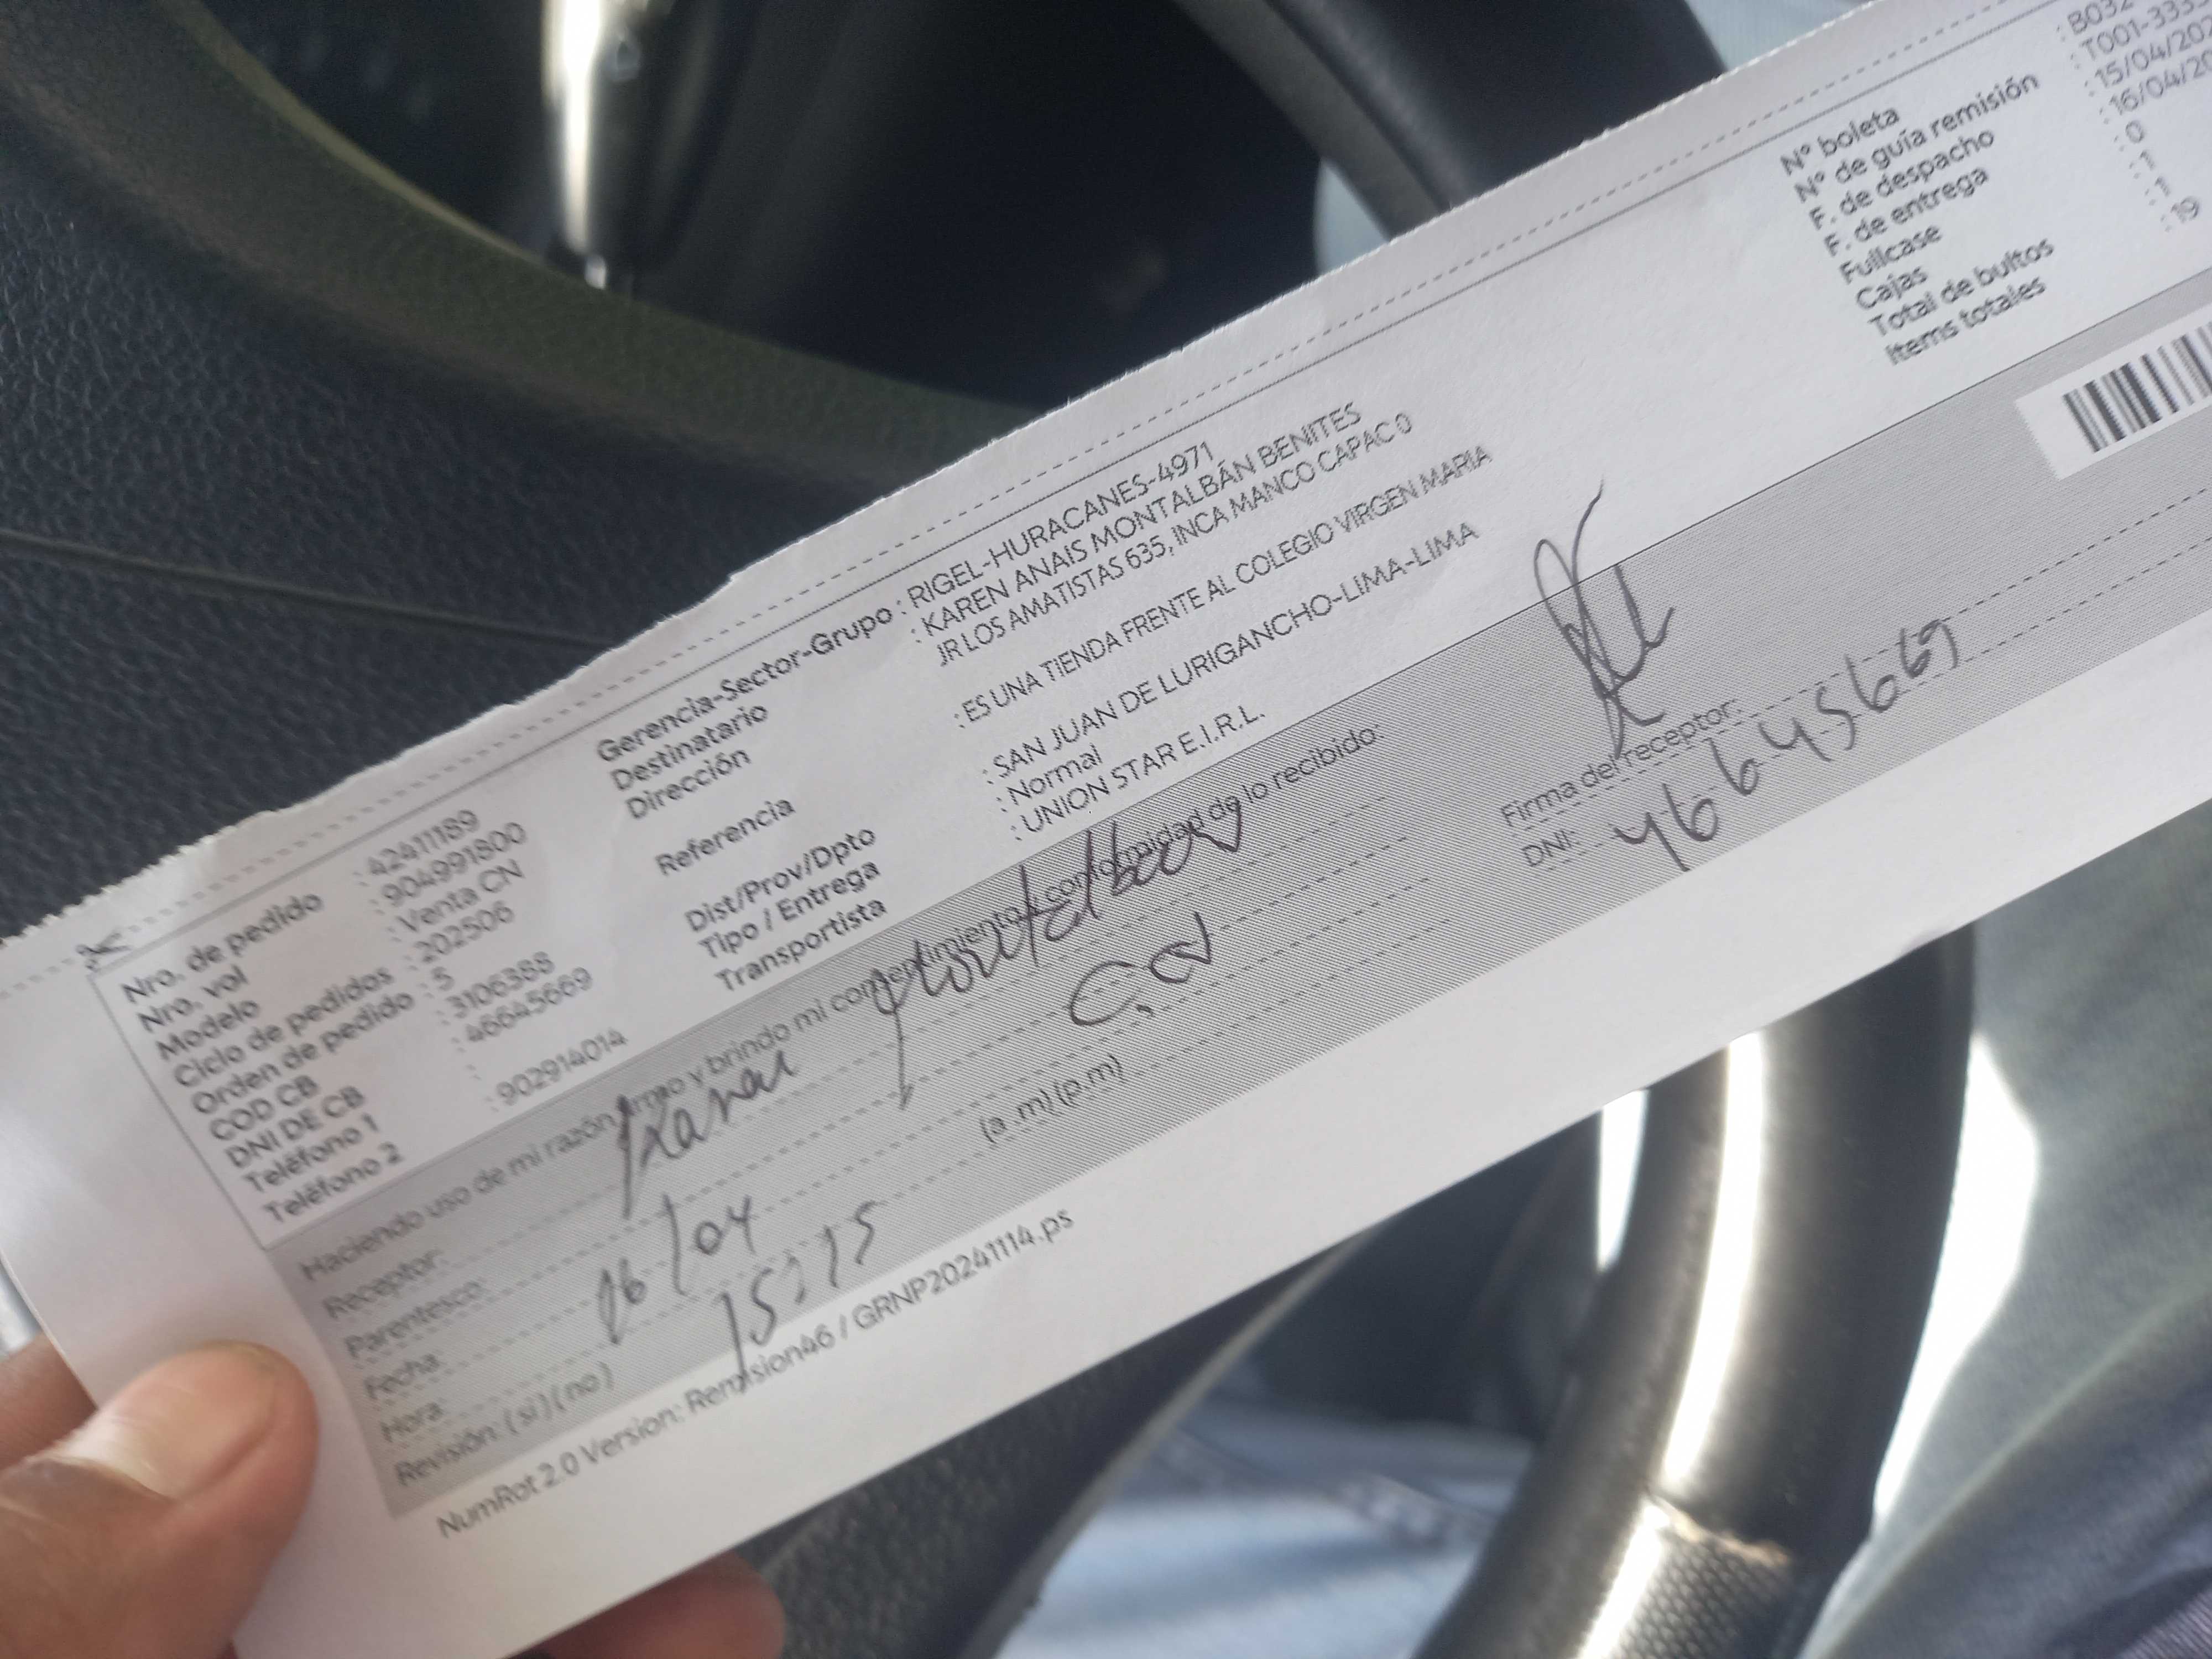 Nro. de pedido : 42411189
Nro. vol : 904991800
Modelo : Venta CN
Ciclo de pedidos : 202506
Orden de pedido : 5
COD CB : 3106388
DNI DE CB : 46645669
Teléfono 1 :
Teléfono 2 : 902914014
Gerencia-Sector-Grupo : RIGEL-HURACANES-4971
Destinatario : KAREN ANAIS MONTALBÁN BENITES
Dirección JR LOS AMATISTAS 635, INCA MANCO CAPAC 0
Referencia : ES UNA TIENDA FRENTE AL COLEGIO VIRGEN MARIA
Dist/Prov/Dpto : SAN JUAN DE LURIGANCHO-LIMA-LIMA
Tipo / Entrega : Normal
Transportista : UNION STAR E.I.R.L.
N° boleta : B032
N° de guía remisión : T001-333
F. de despacho : 15/04/202
F. de entrega : 16/04/20
Fullcase : 0
Cajas : 1
Total de bultos : 1
Items totales : 19
Haciendo uso de mi razón firmo y brindo mi consentimiento y conformidad de lo recibido:
Receptor: Karen
Parentesco:
Fecha: 16/04
Hora: 15:15 (a.m) (p.m)
Revisión: (si) (no)
Firma del receptor:
DNI: 46645669
NumRot 2.0 Version: Remision46 / GRNP20241114.ps